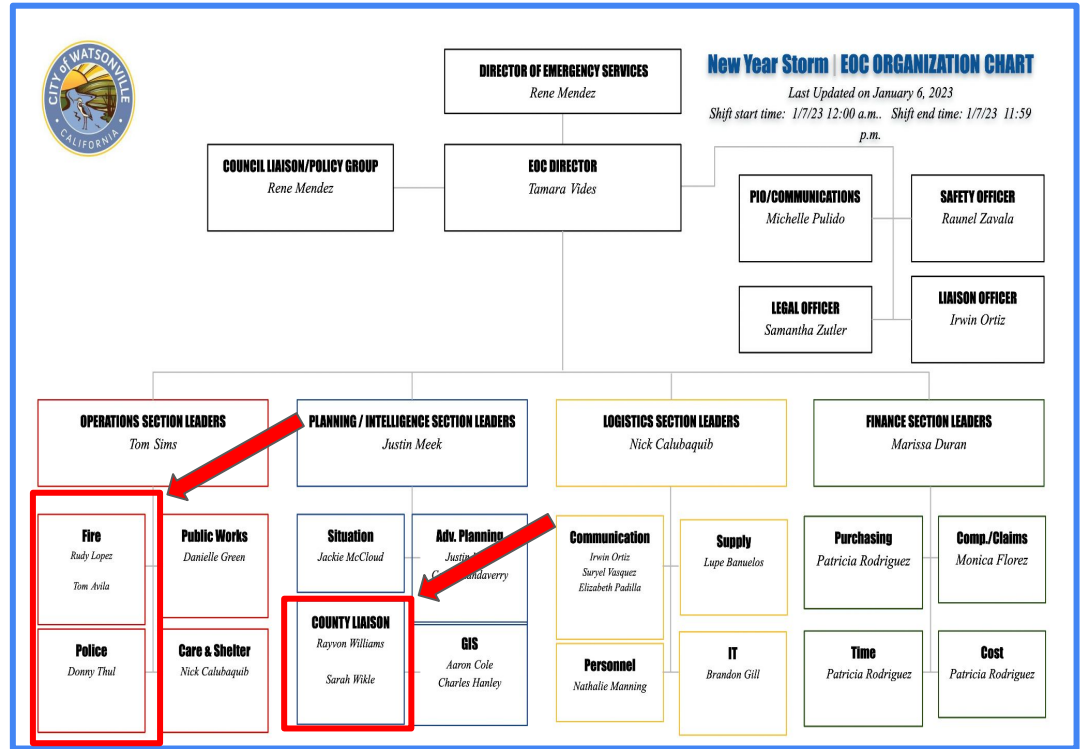 CITY of WATSONVILLE
• CALIFORNIA •
New Year Storm | EOC ORGANIZATION CHART
Last Updated on January 6, 2023
Shift start time: 1/7/23 12:00 a.m.. Shift end time: 1/7/23 11:59
p.m.
DIRECTOR OF EMERGENCY SERVICES
Rene Mendez
COUNCIL LIAISON/POLICY GROUP
Rene Mendez
EOC DIRECTOR
Tamara Vides
PIO/COMMUNICATIONS
Michelle Pulido
SAFETY OFFICER
Raunel Zavala
LEGAL OFFICER
Samantha Zutler
LIAISON OFFICER
Irwin Ortiz
OPERATIONS SECTION LEADERS
Tom Sims
PLANNING / INTELLIGENCE SECTION LEADERS
Justin Meek
LOGISTICS SECTION LEADERS
Nick Calubaquib
FINANCE SECTION LEADERS
Marissa Duran
Fire
Rudy Lopez
Tom Avila
Public Works
Danielle Green
Police
Donny Thul
Care & Shelter
Nick Calubaquib
Situation
Jackie McCloud
Adv. Planning
COUNTY LIAISON
Rayvon Williams
Sarah Wikle
GIS
Aaron Cole
Charles Hanley
Communication
Irwin Ortiz
Suryel Vasquez
Elizabeth Padilla
Supply
Lupe Banuelos
Personnel
Nathalie Manning
IT
Brandon Gill
Purchasing
Patricia Rodriguez
Comp./Claims
Monica Florez
Time
Patricia Rodriguez
Cost
Patricia Rodriguez